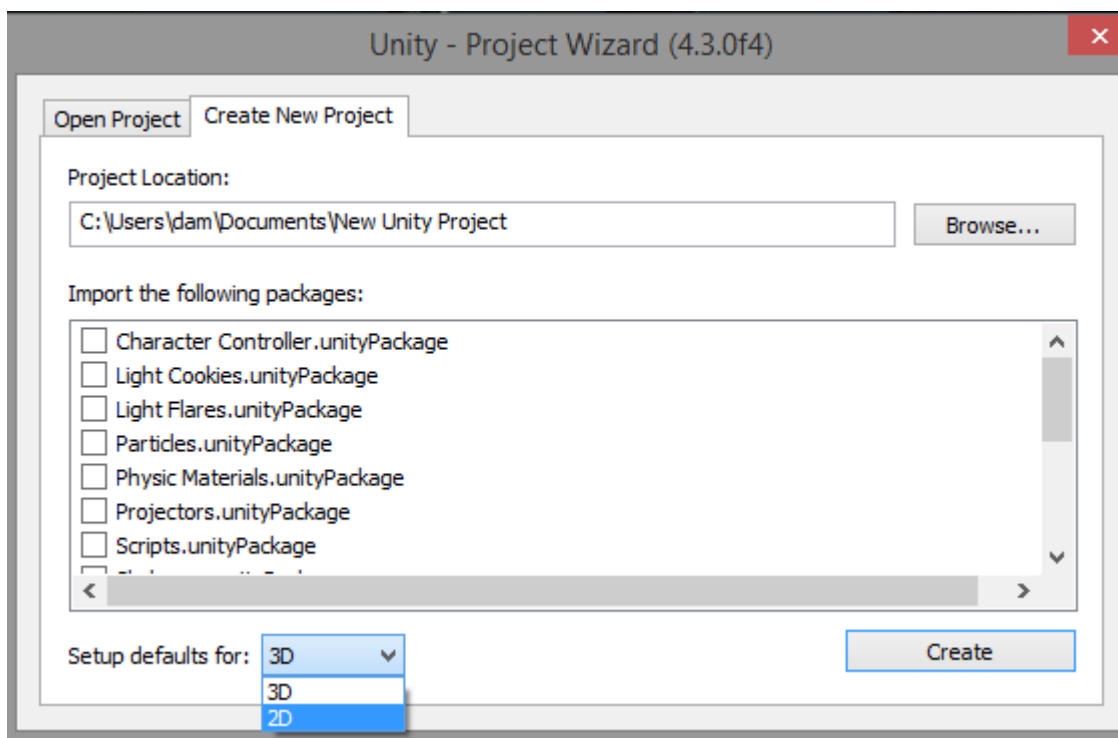 Unity - Project Wizard (4.3.0f4)
Open Project Create New Project
Project Location:
C:\Users\dam\Documents\New Unity Project
Browse...
Import the following packages:
Character Controller.unityPackage
Light Cookies.unityPackage
Light Flares.unityPackage
Particles.unityPackage
Physic Materials.unityPackage
Projectors.unityPackage
Scripts.unityPackage
Setup defaults for: 3D
Create
3D
2D